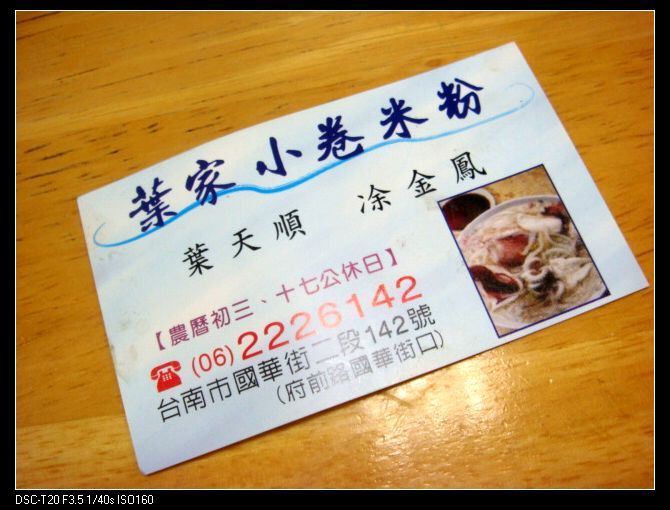 葉家小卷米粉
葉天順 凃金鳳
【農曆初三、十七公休日】
☎(06)2226142
台南市國華街二段142號
(府前路國華街口)
DSC-T20 F3.5 1/40s ISO160